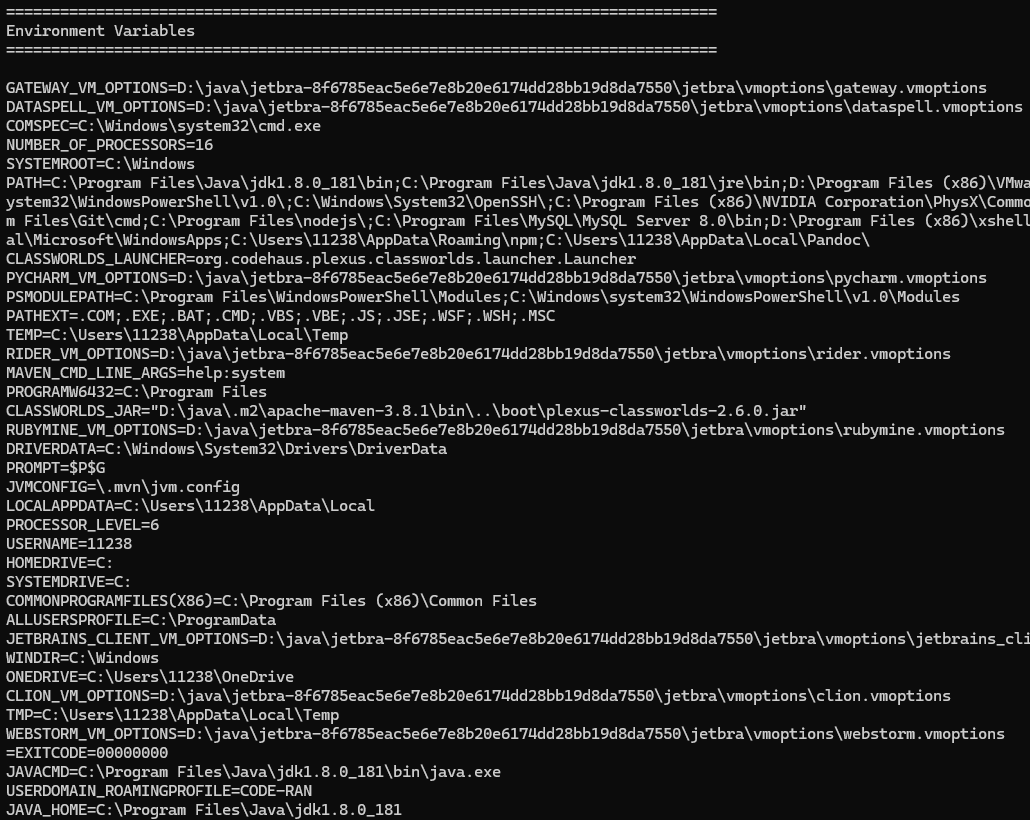 ===============================================================================
Environment Variables
===============================================================================
GATEWAY_VM_OPTIONS=D:\java\jetbra-8f6785eac5e6e7e8b20e6174dd28bb19d8da7550\jetbra\vmoptions\gateway.vmoptions
DATASPELL_VM_OPTIONS=D:\java\jetbra-8f6785eac5e6e7e8b20e6174dd28bb19d8da7550\jetbra\vmoptions\dataspell.vmoptions
COMSPEC=C:\Windows\system32\cmd.exe
NUMBER_OF_PROCESSORS=16
SYSTEMROOT=C:\Windows
PATH=C:\Program Files\Java\jdk1.8.0_181\bin;C:\Program Files\Java\jdk1.8.0_181\jre\bin;D:\Program Files (x86)\VMwa
ystem32\WindowsPowerShell\v1.0\;C:\Windows\System32\OpenSSH\;C:\Program Files (x86)\NVIDIA Corporation\PhysX\Commo
m Files\Git\cmd;C:\Program Files\nodejs\;C:\Program Files\MySQL\MySQL Server 8.0\bin;D:\Program Files (x86)\xshell
al\Microsoft\WindowsApps;C:\Users\11238\AppData\Roaming\npm;C:\Users\11238\AppData\Local\Pandoc\
CLASSWORLDS_LAUNCHER=org.codehaus.plexus.classworlds.launcher.Launcher
PYCHARM_VM_OPTIONS=D:\java\jetbra-8f6785eac5e6e7e8b20e6174dd28bb19d8da7550\jetbra\vmoptions\pycharm.vmoptions
PSMODULEPATH=C:\Program Files\WindowsPowerShell\Modules;C:\Windows\system32\WindowsPowerShell\v1.0\Modules
PATHEXT=.COM;.EXE;.BAT;.CMD;.VBS;.VBE;.JS;.JSE;.WSF;.WSH;.MSC
TEMP=C:\Users\11238\AppData\Local\Temp
RIDER_VM_OPTIONS=D:\java\jetbra-8f6785eac5e6e7e8b20e6174dd28bb19d8da7550\jetbra\vmoptions\rider.vmoptions
MAVEN_CMD_LINE_ARGS=help:system
PROGRAMW6432=C:\Program Files
CLASSWORLDS_JAR="D:\java\.m2\apache-maven-3.8.1\bin\..\boot\plexus-classworlds-2.6.0.jar"
RUBYMINE_VM_OPTIONS=D:\java\jetbra-8f6785eac5e6e7e8b20e6174dd28bb19d8da7550\jetbra\vmoptions\rubymine.vmoptions
DRIVERDATA=C:\Windows\System32\Drivers\DriverData
PROMPT=$P$G
JVMCONFIG=\.mvn\jvm.config
LOCALAPPDATA=C:\Users\11238\AppData\Local
PROCESSOR_LEVEL=6
USERNAME=11238
HOMEDRIVE=C:
SYSTEMDRIVE=C:
COMMONPROGRAMFILES(X86)=C:\Program Files (x86)\Common Files
ALLUSERSPROFILE=C:\ProgramData
JETBRAINS_CLIENT_VM_OPTIONS=D:\java\jetbra-8f6785eac5e6e7e8b20e6174dd28bb19d8da7550\jetbra\vmoptions\jetbrains_cli
WINDIR=C:\Windows
ONEDRIVE=C:\Users\11238\OneDrive
CLION_VM_OPTIONS=D:\java\jetbra-8f6785eac5e6e7e8b20e6174dd28bb19d8da7550\jetbra\vmoptions\clion.vmoptions
TMP=C:\Users\11238\AppData\Local\Temp
WEBSTORM_VM_OPTIONS=D:\java\jetbra-8f6785eac5e6e7e8b20e6174dd28bb19d8da7550\jetbra\vmoptions\webstorm.vmoptions
=EXITCODE=00000000
JAVACMD=C:\Program Files\Java\jdk1.8.0_181\bin\java.exe
USERDOMAIN_ROAMINGPROFILE=CODE-RAN
JAVA_HOME=C:\Program Files\Java\jdk1.8.0_181